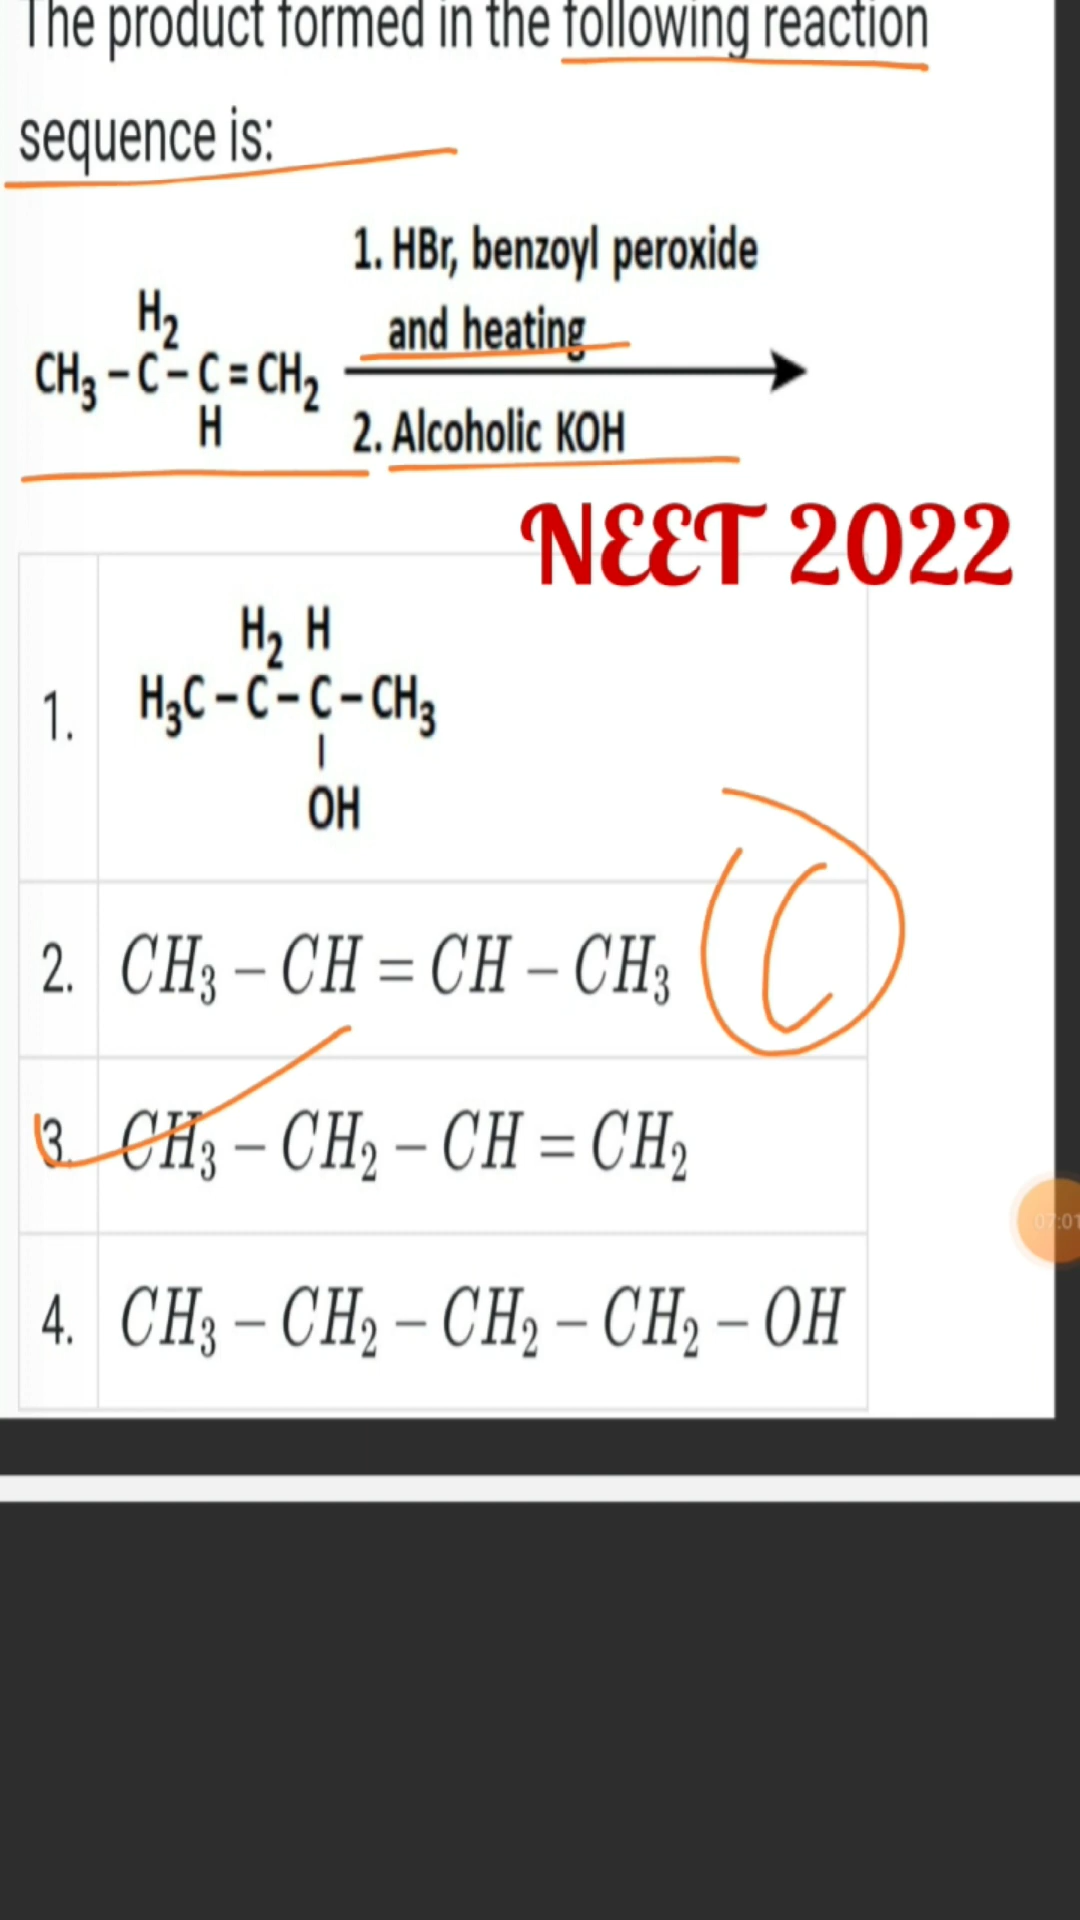 The product formed in the following reaction
sequence is:
1. HBr, benzoyl peroxide
and heating
H₂
CH₃ – C – C = CH₂
H
2. Alcoholic KOH
NEET 2022
H₂ H
1. H₃C – C – C – CH₃
|
OH
2. CH₃ – CH = CH – CH₃
C
3. CH₃ – CH₂ – CH = CH₂
07:01
4. CH₃ – CH₂ – CH₂ – CH₂ – OH